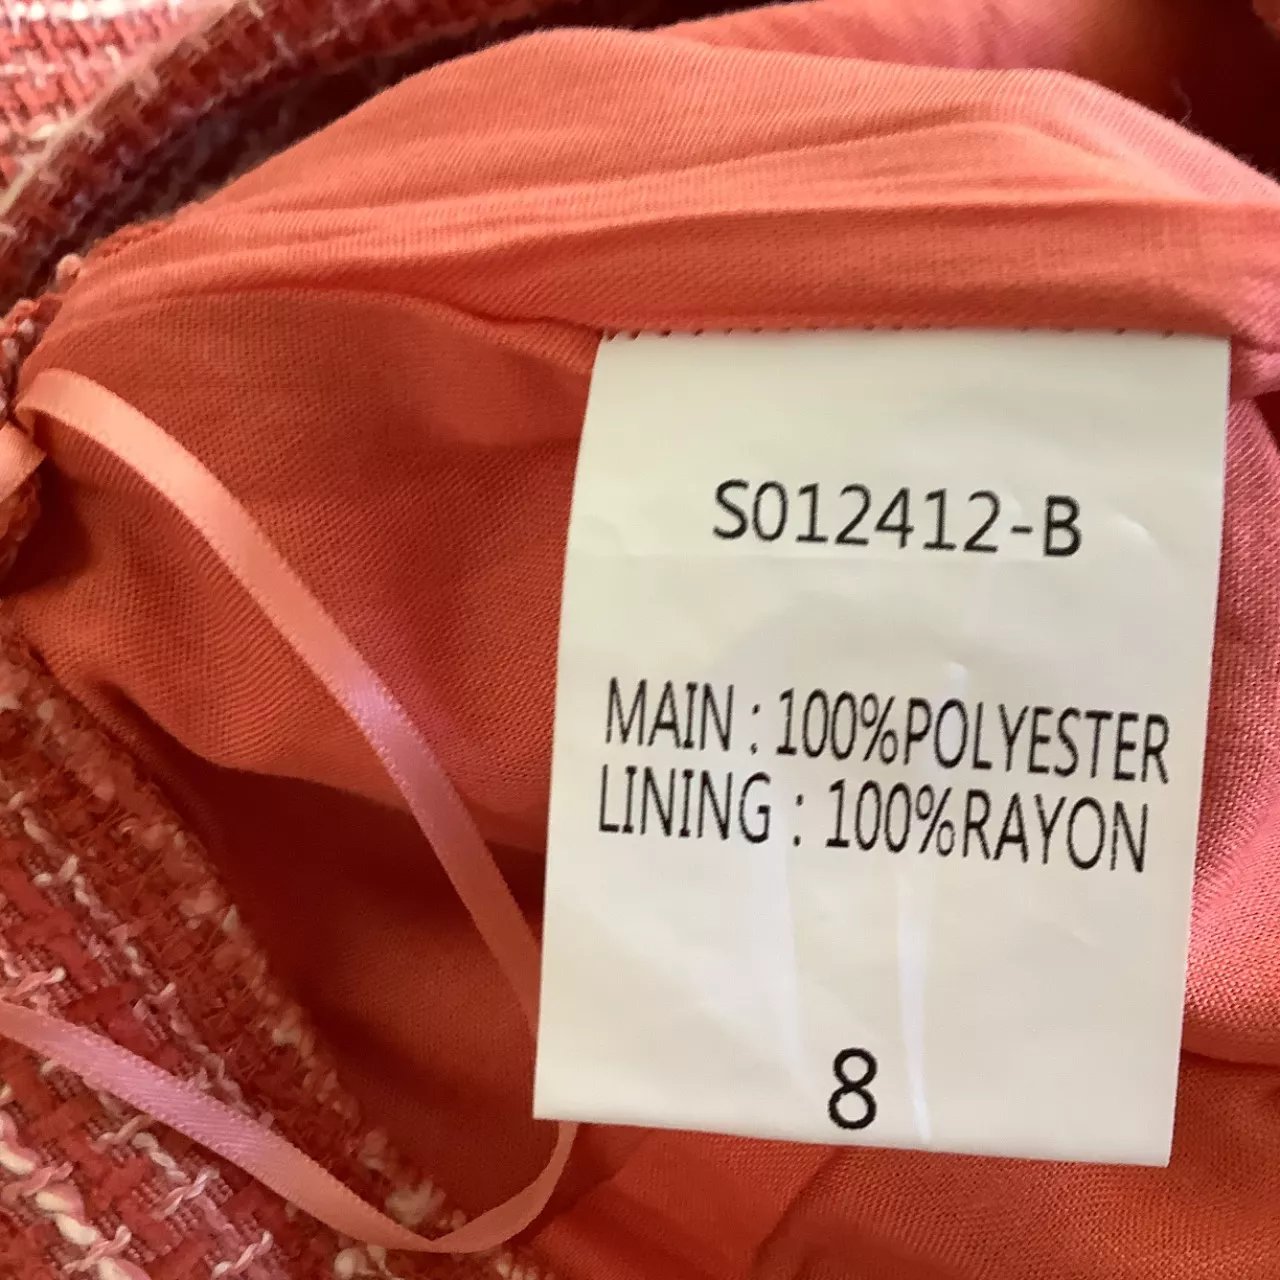 S012412-B
MAIN : 100%POLYESTER
LINING : 100%RAYON
8